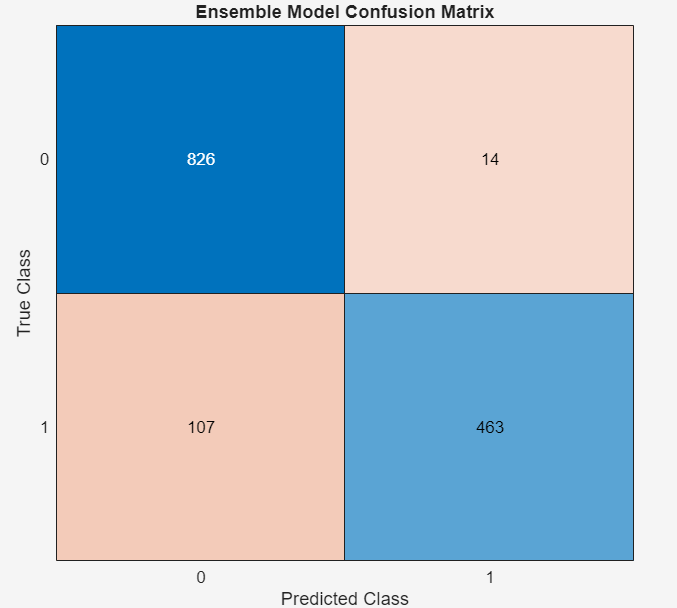 Ensemble Model Confusion Matrix
True Class
0
826
14
1
107
463
0
1
Predicted Class